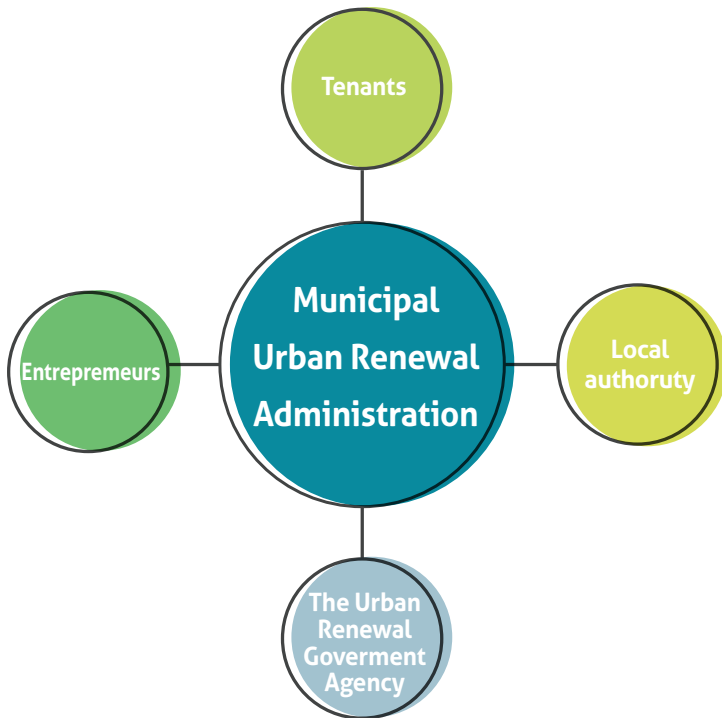 Tenants
Municipal
Urban Renewal
Administration
Entrepremeurs
Local
authoruty
The Urban
Renewal
Goverment
Agency